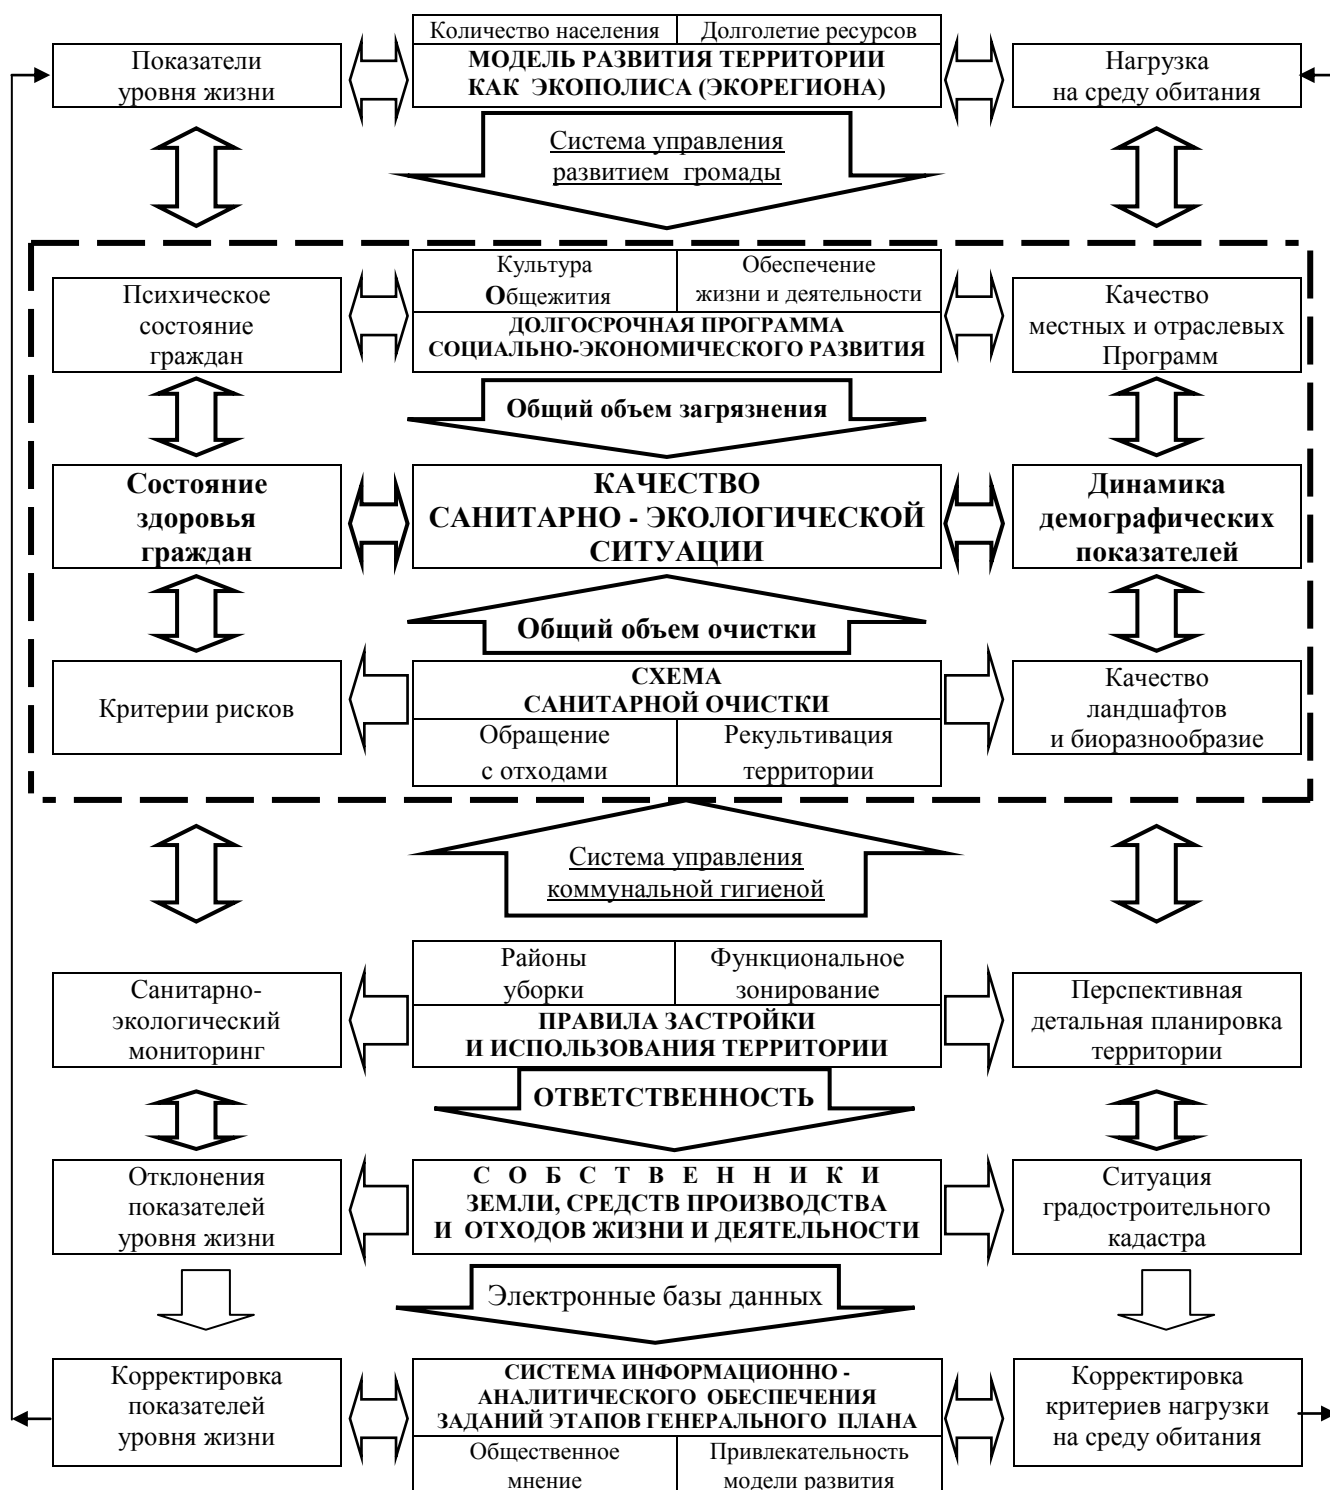 Количество населения
Долголетие ресурсов
Показатели
уровня жизни
МОДЕЛЬ РАЗВИТИЯ ТЕРРИТОРИИ
КАК ЭКОПОЛИСА (ЭКОРЕГИОНА)
Нагрузка
на среду обитания
Система управления
развитием громады
Психическое
состояние
граждан
Культура
Общежития
Обеспечение
жизни и деятельности
ДОЛГОСРОЧНАЯ ПРОГРАММА
СОЦИАЛЬНО-ЭКОНОМИЧЕСКОГО РАЗВИТИЯ
Качество
местных и отраслевых
Программ
Общий объем загрязнения
Состояние
здоровья
граждан
КАЧЕСТВО
САНИТАРНО - ЭКОЛОГИЧЕСКОЙ
СИТУАЦИИ
Динамика
демографических
показателей
Общий объем очистки
Критерии рисков
СХЕМА
САНИТАРНОЙ ОЧИСТКИ
Обращение
с отходами
Рекультивация
территории
Качество
ландшафтов
и биоразнообразие
Система управления
коммунальной гигиеной
Санитарно-
экологический
мониторинг
Районы
уборки
Функциональное
зонирование
ПРАВИЛА ЗАСТРОЙКИ
И ИСПОЛЬЗОВАНИЯ ТЕРРИТОРИИ
Перспективная
детальная планировка
территории
ОТВЕТСТВЕННОСТЬ
Отклонения
показателей
уровня жизни
С О Б С Т В Е Н Н И К И
ЗЕМЛИ, СРЕДСТВ ПРОИЗВОДСТВА
И ОТХОДОВ ЖИЗНИ И ДЕЯТЕЛЬНОСТИ
Ситуация
градостроительного
кадастра
Электронные базы данных
Корректировка
показателей
уровня жизни
СИСТЕМА ИНФОРМАЦИОННО -
АНАЛИТИЧЕСКОГО ОБЕСПЕЧЕНИЯ
ЗАДАНИЙ ЭТАПОВ ГЕНЕРАЛЬНОГО ПЛАНА
Общественное
мнение
Привлекательность
модели развития
Корректировка
критериев нагрузки
на среду обитания